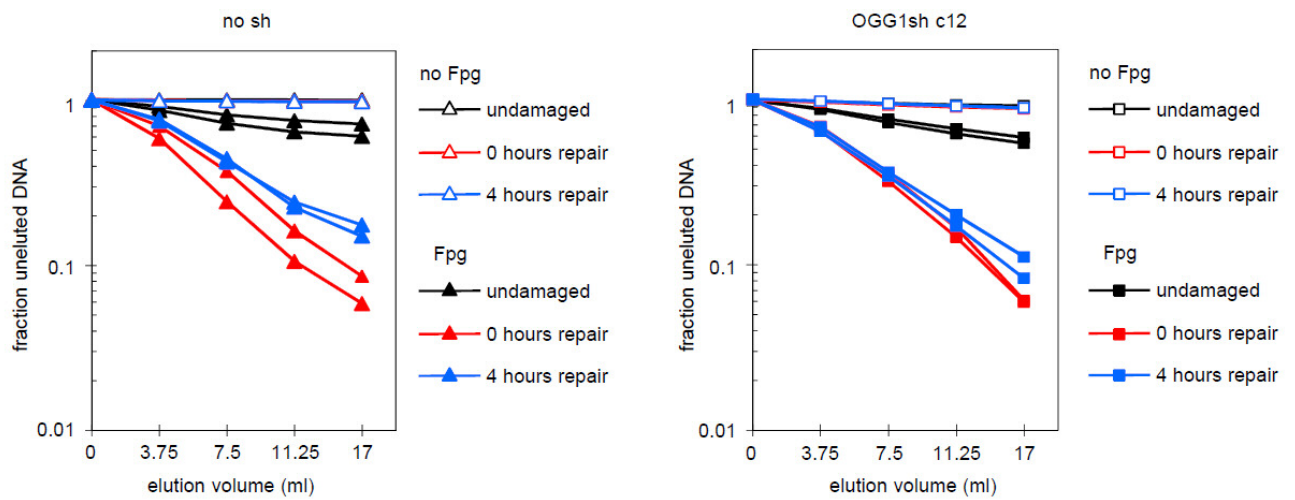 no sh
fraction uneluted DNA
1
0.1
0.01
0 3.75 7.5 11.25 17
elution volume (ml)
no Fpg
undamaged
0 hours repair
4 hours repair
Fpg
undamaged
0 hours repair
4 hours repair
OGG1sh c12
fraction uneluted DNA
1
0.1
0.01
0 3.75 7.5 11.25 17
elution volume (ml)
no Fpg
undamaged
0 hours repair
4 hours repair
Fpg
undamaged
0 hours repair
4 hours repair